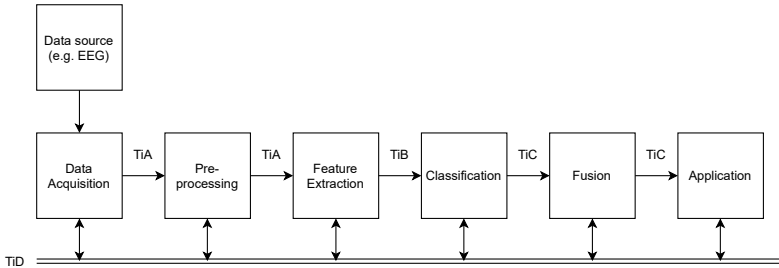 Data source
(e.g. EEG)
Data
Acquisition
TiA
Pre-
processing
TiA
Feature
Extraction
TiB
Classification
TiC
Fusion
TiC
Application
TiD